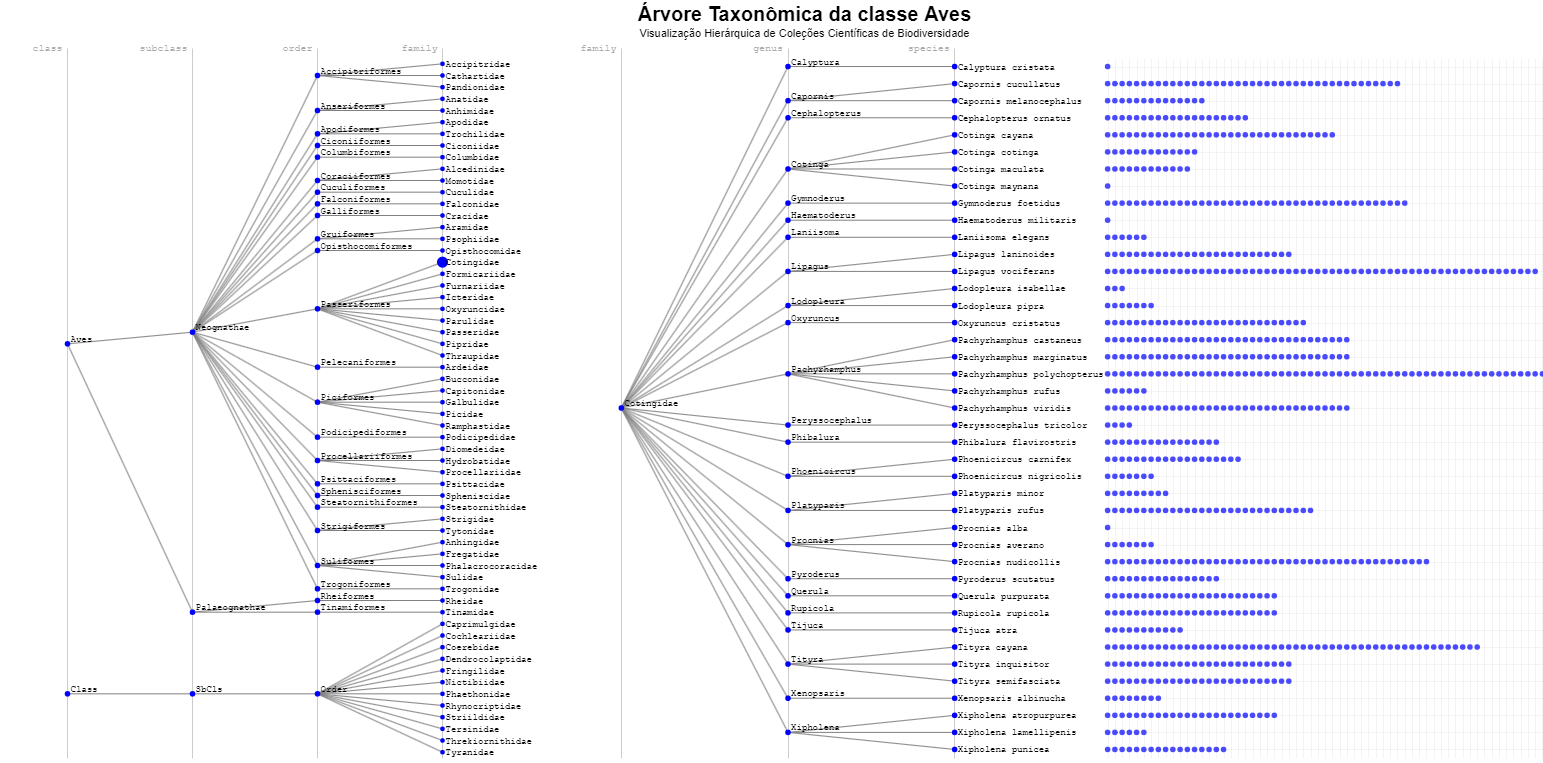 Árvore Taxonômica da classe Aves
Visualização Hierárquica de Coleções Científicas de Biodiversidade
class
subclass
order
family
Aves
Class
Neognathae
Palaeognathae
SbCls
Accipitriformes
Anseriformes
Apodiformes
Ciconiiformes
Columbiformes
Coraciiformes
Cuculiformes
Falconiformes
Galliformes
Gruiformes
Opisthocomiformes
Passeriformes
Pelecaniformes
Piciformes
Podicipediformes
Procellariiformes
Psittaciformes
Sphenisciformes
Steatornithiformes
Strigiformes
Suliformes
Trogoniformes
Rheiformes
Tinamiformes
Order
Accipitridae
Cathartidae
Pandionidae
Anatidae
Anhimidae
Apodidae
Trochilidae
Ciconiidae
Columbidae
Alcedinidae
Momotidae
Cuculidae
Falconidae
Cracidae
Aramidae
Psophiidae
Opisthocomidae
Cotingidae
Formicariidae
Furnariidae
Icteridae
Oxyruncidae
Parulidae
Passeridae
Pipridae
Thraupidae
Ardeidae
Bucconidae
Capitonidae
Galbulidae
Picidae
Ramphastidae
Podicipedidae
Diomedeidae
Hydrobatidae
Procellariidae
Psittacidae
Spheniscidae
Steatornithidae
Strigidae
Tytonidae
Anhingidae
Fregatidae
Phalacrocoracidae
Sulidae
Trogonidae
Rheidae
Tinamidae
Caprimulgidae
Cochleariidae
Coerebidae
Dendrocolaptidae
Fringilidae
Nictibiidae
Phaethonidae
Rhynocriptidae
Striildidae
Tersinidae
Threkiornithidae
Tyranidae
family
genus
species
Cotingidae
Calyptura
Capornis
Cephalopterus
Cotinga
Gymnoderus
Haematoderus
Laniisoma
Lipagus
Lodopleura
Oxyruncus
Pachyrhamphus
Peryssocephalus
Phibalura
Phoenicircus
Platyparis
Procnias
Pyroderus
Querula
Rupicola
Tijuca
Tityra
Xenopsaris
Xipholena
Calyptura cristata
Capornis cucullatus
Capornis melanocephalus
Cephalopterus ornatus
Cotinga cayana
Cotinga cotinga
Cotinga maculata
Cotinga maynana
Gymnoderus foetidus
Haematoderus militaris
Laniisoma elegans
Lipagus laninoides
Lipagus vociferans
Lodopleura isabellae
Lodopleura pipra
Oxyruncus cristatus
Pachyrhamphus castaneus
Pachyrhamphus marginatus
Pachyrhamphus polychopterus
Pachyrhamphus rufus
Pachyrhamphus viridis
Peryssocephalus tricolor
Phibalura flavirostris
Phoenicircus carnifex
Phoenicircus nigricolis
Platyparis minor
Platyparis rufus
Procnias alba
Procnias averano
Procnias nudicollis
Pyroderus scutatus
Querula purpurata
Rupicola rupicola
Tijuca atra
Tityra cayana
Tityra inquisitor
Tityra semifasciata
Xenopsaris albinucha
Xipholena atropurpurea
Xipholena lamellipenis
Xipholena punicea